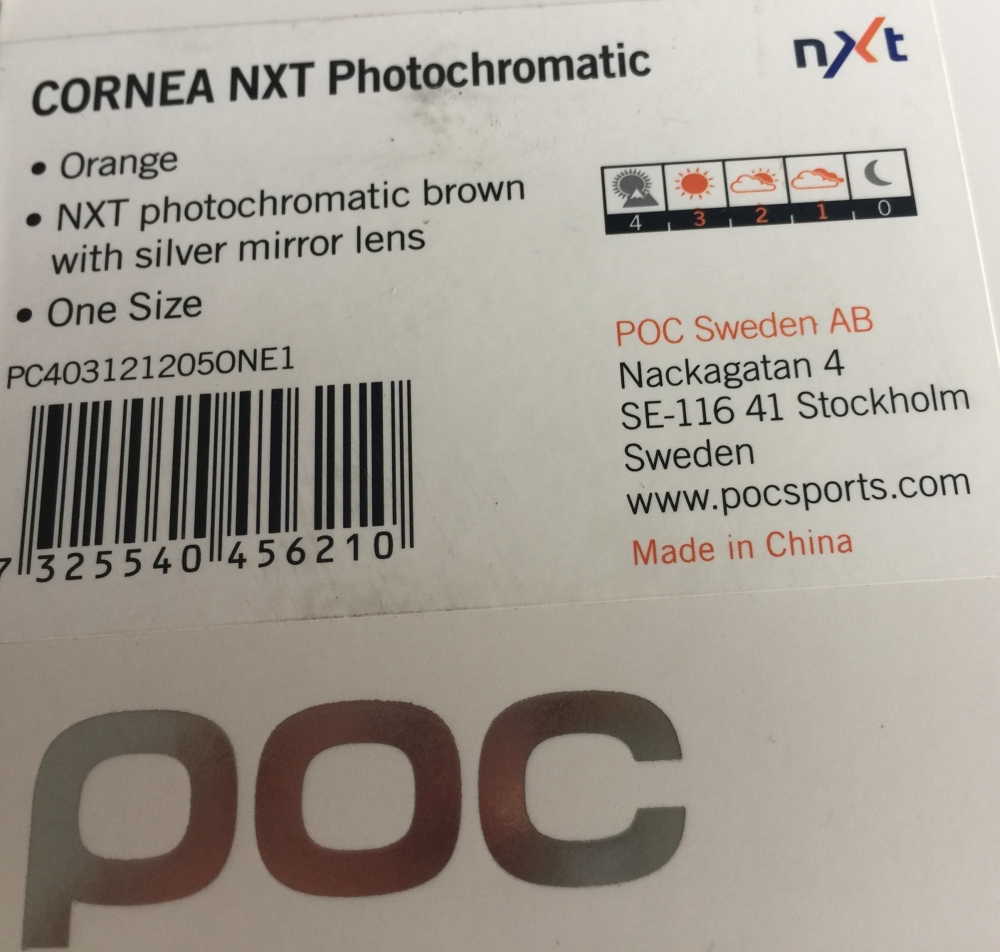 CORNEA NXT Photochromatic
nxt
• Orange
• NXT photochromatic brown
with silver mirror lens
• One Size
4 3 2 1 0
PC403121205ONE1
7 325540 456210
POC Sweden AB
Nackagatan 4
SE-116 41 Stockholm
Sweden
www.pocsports.com
Made in China
poc